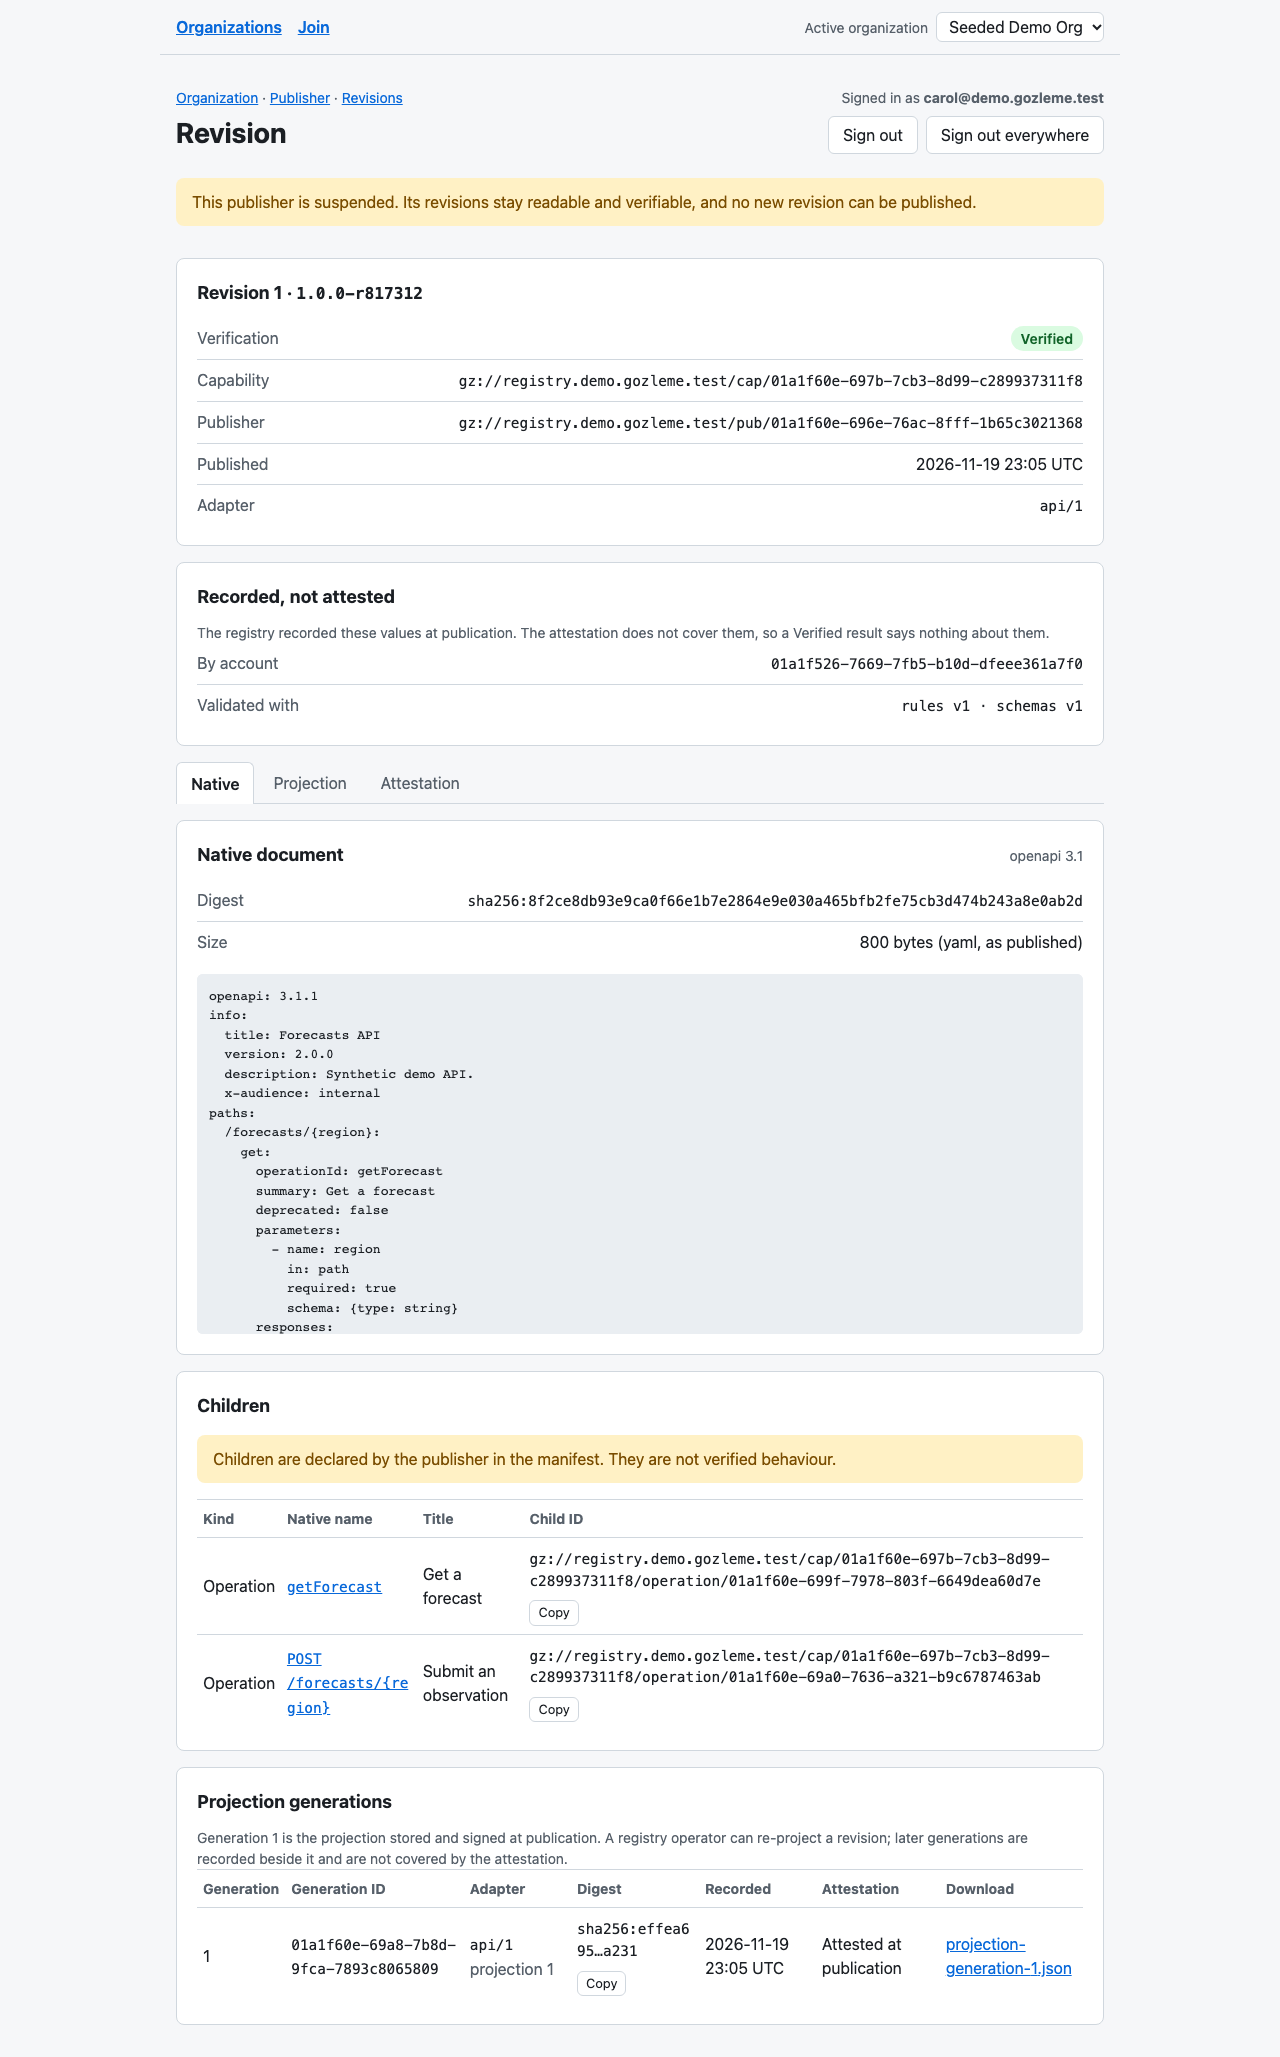 Organizations Join Active organization Seeded Demo Org
Organization · Publisher · Revisions Signed in as carol@demo.gozleme.test
Revision Sign out Sign out everywhere
This publisher is suspended. Its revisions stay readable and verifiable, and no new revision can be published.
Revision 1 · 1.0.0-r817312
Verification Verified
Capability gz://registry.demo.gozleme.test/cap/01a1f60e-697b-7cb3-8d99-c289937311f8
Publisher gz://registry.demo.gozleme.test/pub/01a1f60e-696e-76ac-8fff-1b65c3021368
Published 2026-11-19 23:05 UTC
Adapter api/1
Recorded, not attested
The registry recorded these values at publication. The attestation does not cover them, so a Verified result says nothing about them.
By account 01a1f526-7669-7fb5-b10d-dfeee361a7f0
Validated with rules v1 · schemas v1
Native Projection Attestation
Native document openapi 3.1
Digest sha256:8f2ce8db93e9ca0f66e1b7e2864e9e030a465bfb2fe75cb3d474b243a8e0ab2d
Size 800 bytes (yaml, as published)
openapi: 3.1.1
info:
  title: Forecasts API
  version: 2.0.0
  description: Synthetic demo API.
  x-audience: internal
paths:
  /forecasts/{region}:
    get:
      operationId: getForecast
      summary: Get a forecast
      deprecated: false
      parameters:
        - name: region
          in: path
          required: true
          schema: {type: string}
      responses:
Children
Children are declared by the publisher in the manifest. They are not verified behaviour.
Kind Native name Title Child ID
Operation getForecast Get a forecast gz://registry.demo.gozleme.test/cap/01a1f60e-697b-7cb3-8d99-
c289937311f8/operation/01a1f60e-699f-7978-803f-6649dea60d7e
Copy
Operation POST /forecasts/{region} Submit an observation gz://registry.demo.gozleme.test/cap/01a1f60e-697b-7cb3-8d99-
c289937311f8/operation/01a1f60e-69a0-7636-a321-b9c6787463ab
Copy
Projection generations
Generation 1 is the projection stored and signed at publication. A registry operator can re-project a revision; later generations are
recorded beside it and are not covered by the attestation.
Generation Generation ID Adapter Digest Recorded Attestation Download
1 01a1f60e-69a8-7b8d-9fca-7893c8065809 api/1 projection 1 sha256:effea695…a231 Copy 2026-11-19 23:05 UTC Attested at publication projection-generation-1.json